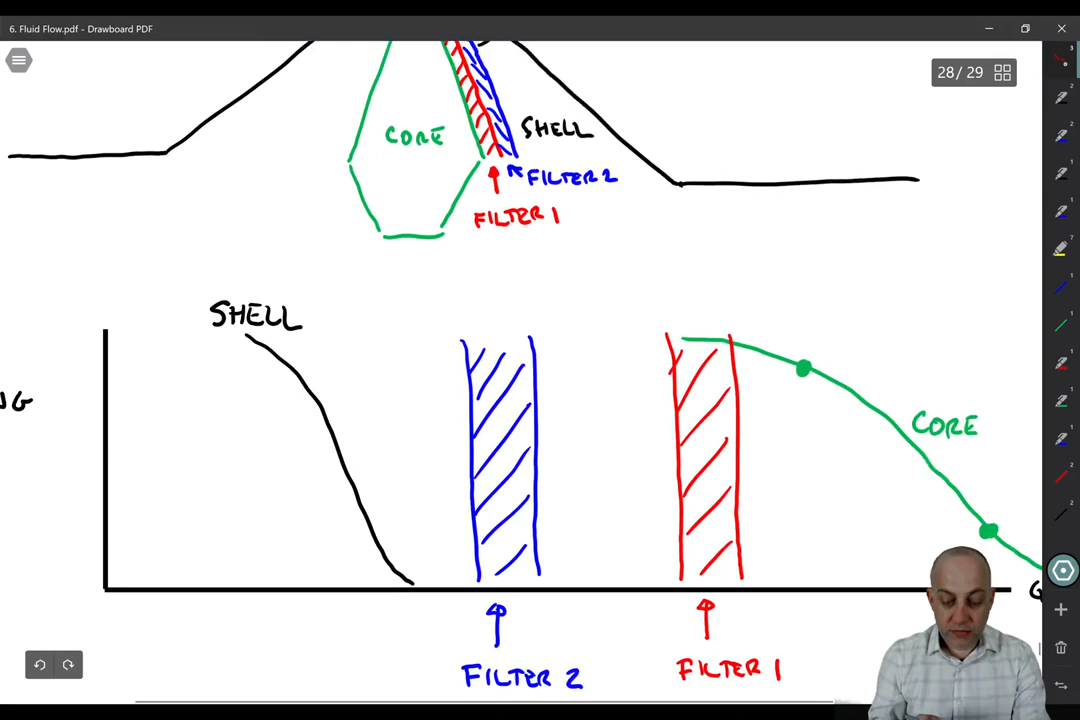 6. Fluid Flow.pdf - Drawboard PDF
28 / 29
CORE
SHELL
FILTER 2
FILTER 1
SHELL
CORE
FILTER 2
FILTER 1